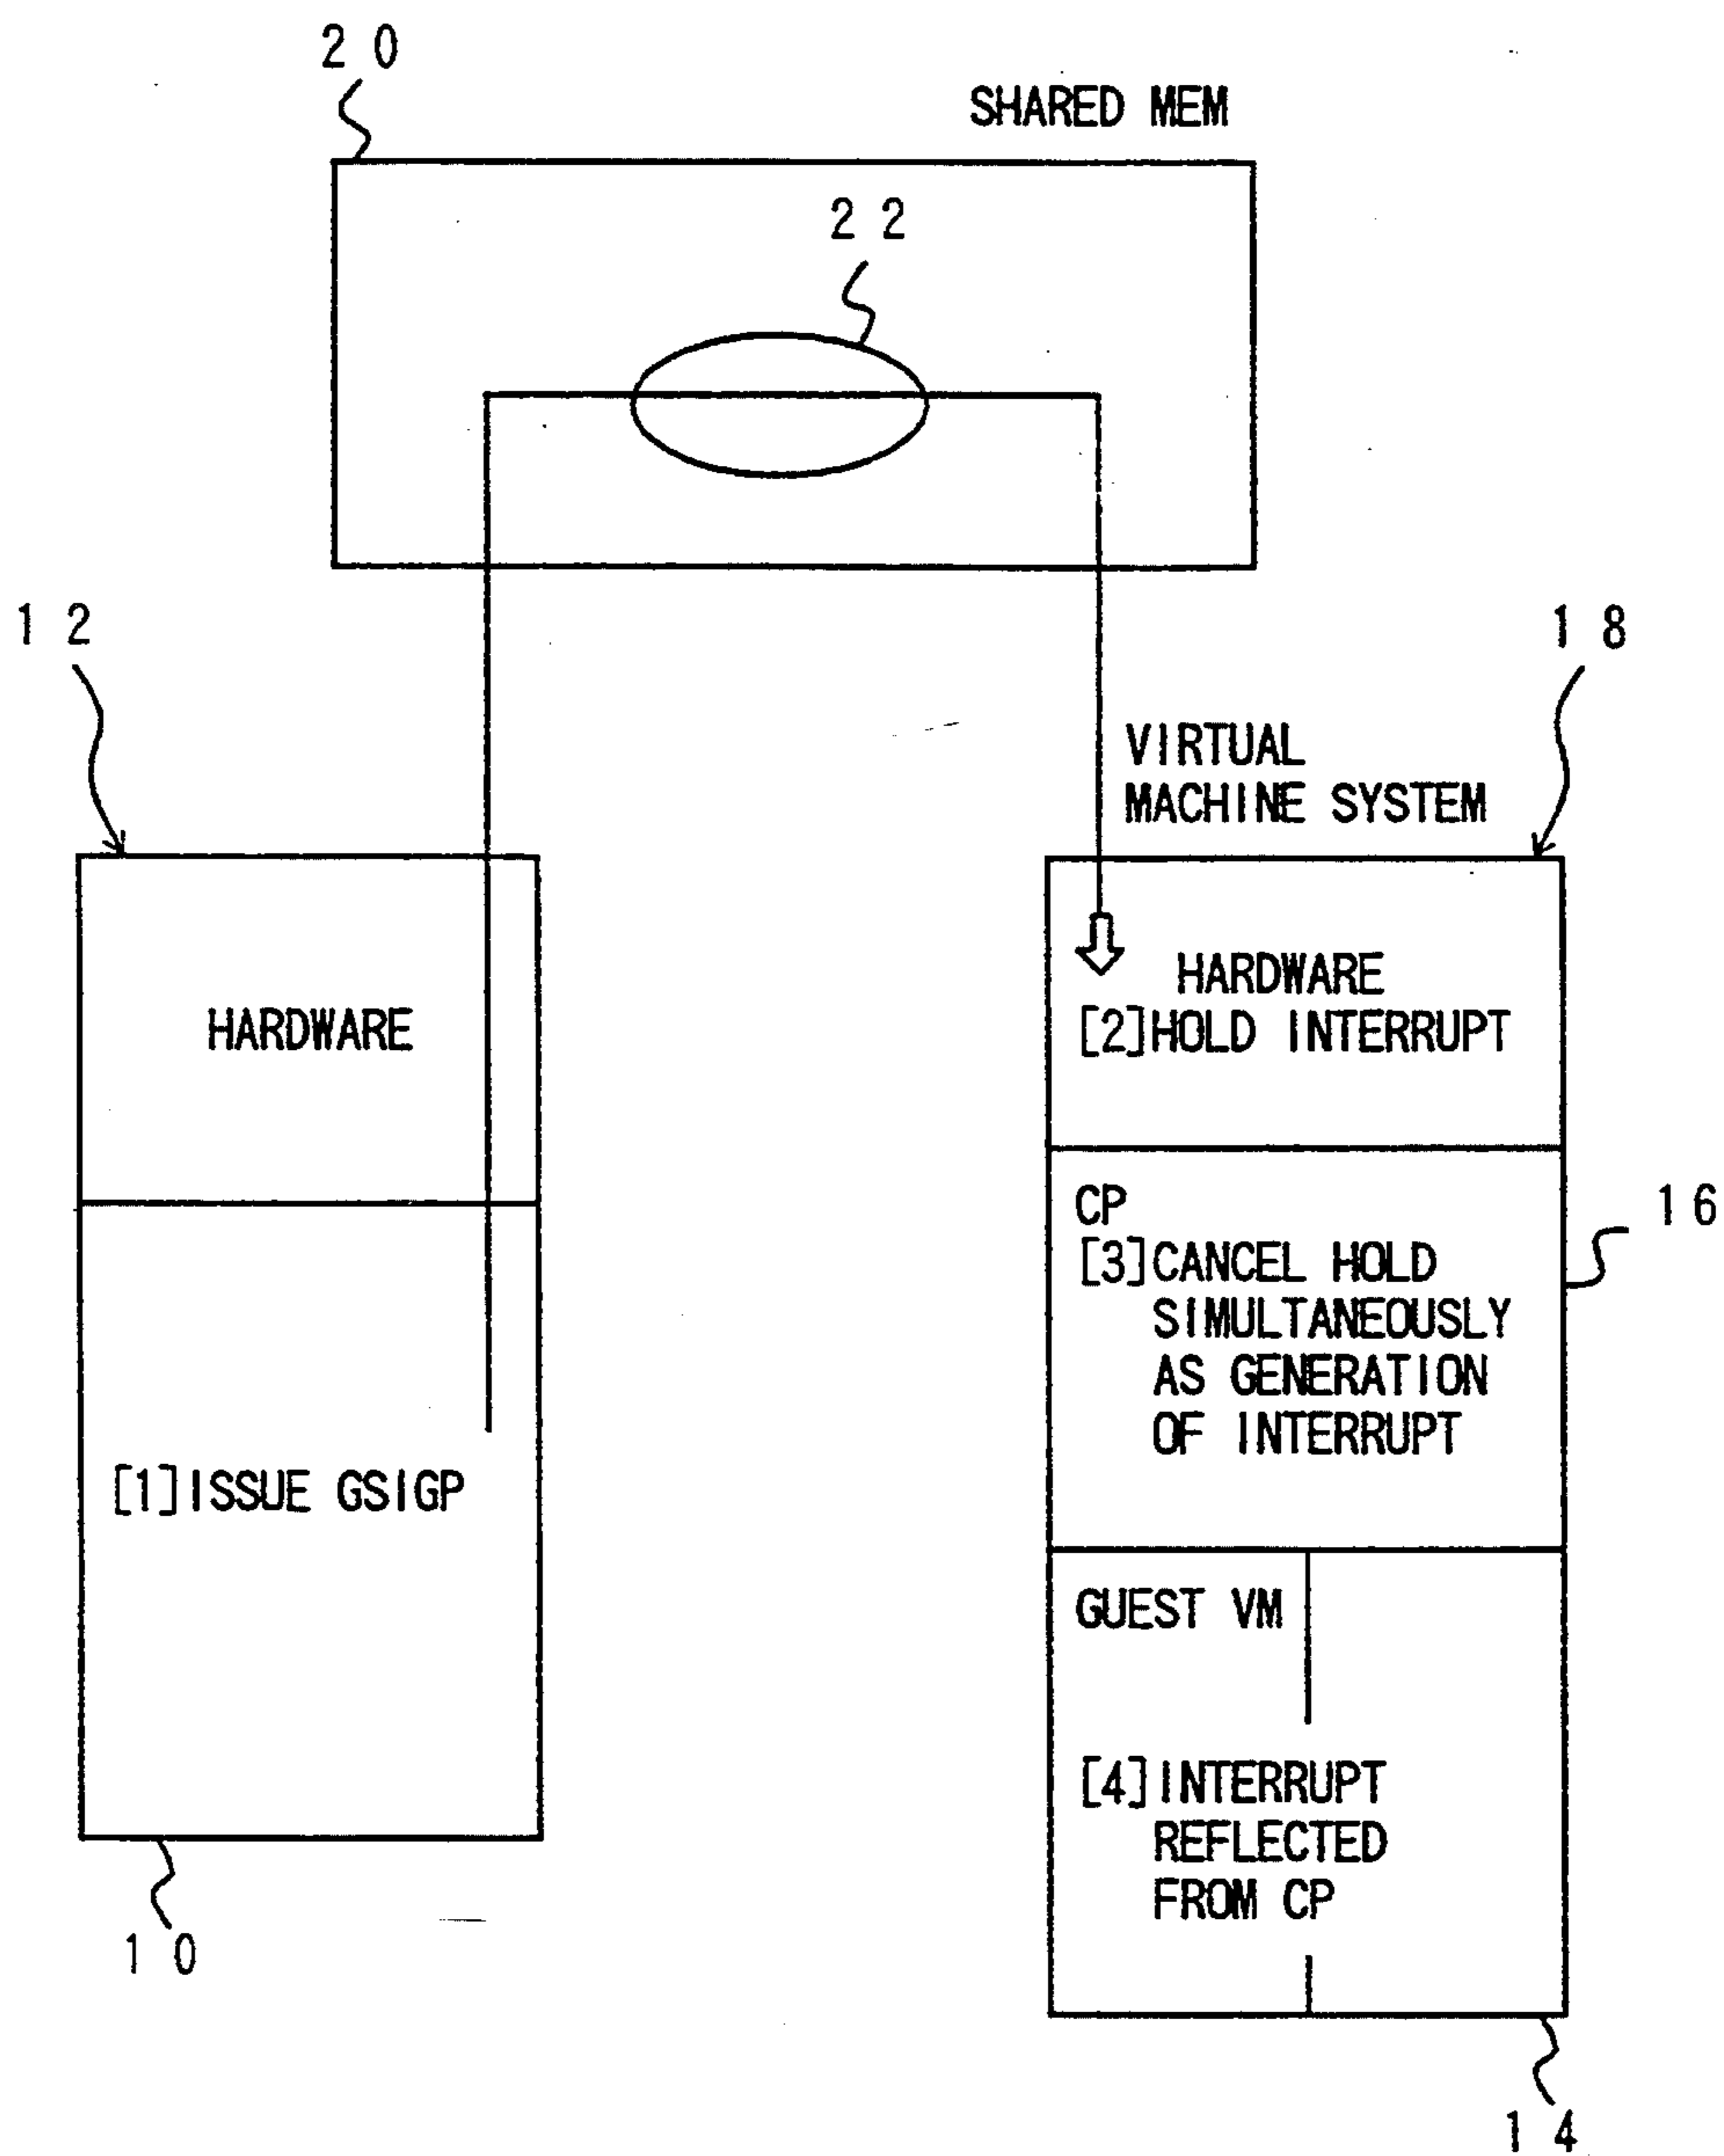 20
SHARED MEM
22
12
18
VIRTUAL
MACHINE SYSTEM
HARDWARE
HARDWARE
[2]HOLD INTERRUPT
CP
[3]CANCEL HOLD
SIMULTANEOUSLY
AS GENERATION
OF INTERRUPT
16
[1]ISSUE GSIGP
GUEST VM
[4]INTERRUPT
REFLECTED
FROM CP
10
14